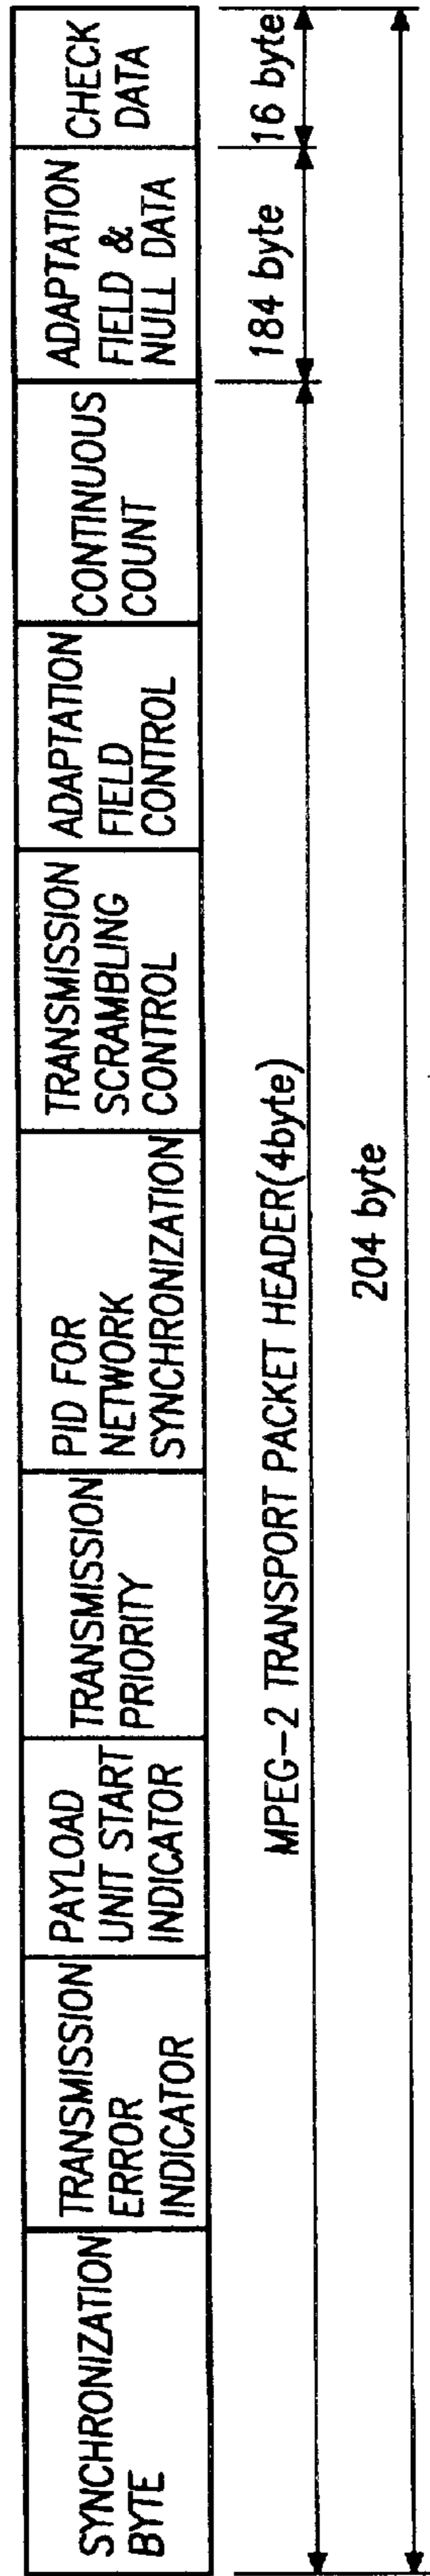 SYNCHRONIZATION
BYTE
TRANSMISSION
ERROR
INDICATOR
PAYLOAD
UNIT START
INDICATOR
TRANSMISSION
PRIORITY
PID FOR
NETWORK
SYNCHRONIZATION
TRANSMISSION
SCRAMBLING
CONTROL
ADAPTATION
FIELD
CONTROL
CONTINUOUS
COUNT
ADAPTATION
FIELD &
NULL DATA
CHECK
DATA
MPEG-2 TRANSPORT PACKET HEADER(4byte)
184 byte
16 byte
204 byte